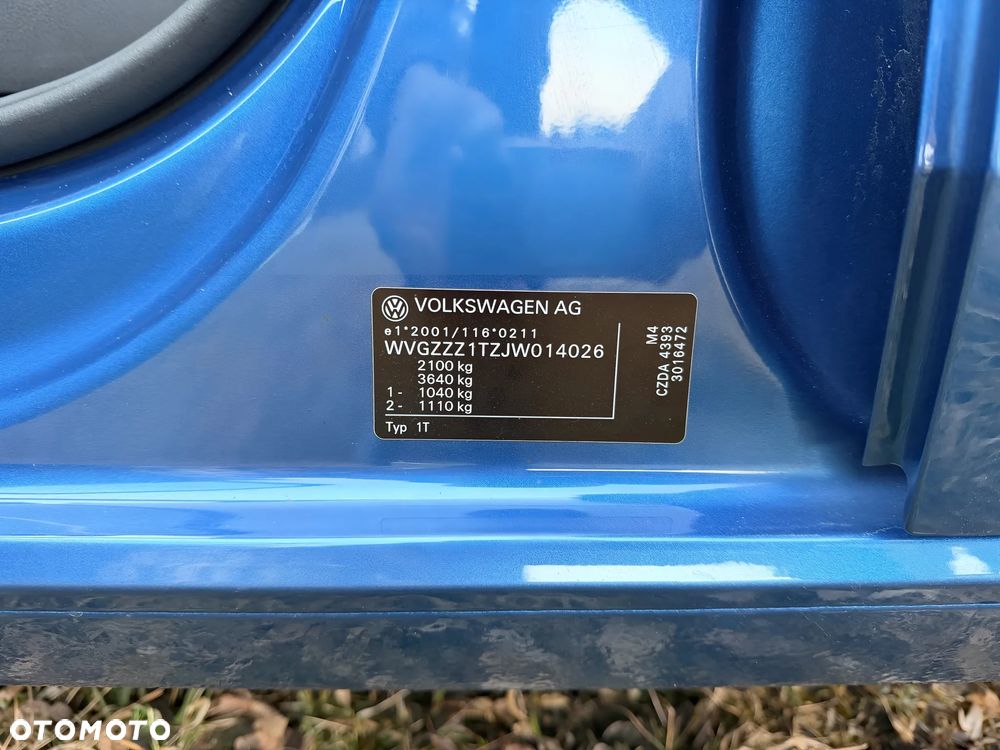 VOLKSWAGEN AG
e1*2001/116*0211
WVGZZZ1TZJW014026
2100 kg
3640 kg
1 - 1040 kg
2 - 1110 kg
Typ 1T
M4
CZDA 4393
3016472
OTOMOTO